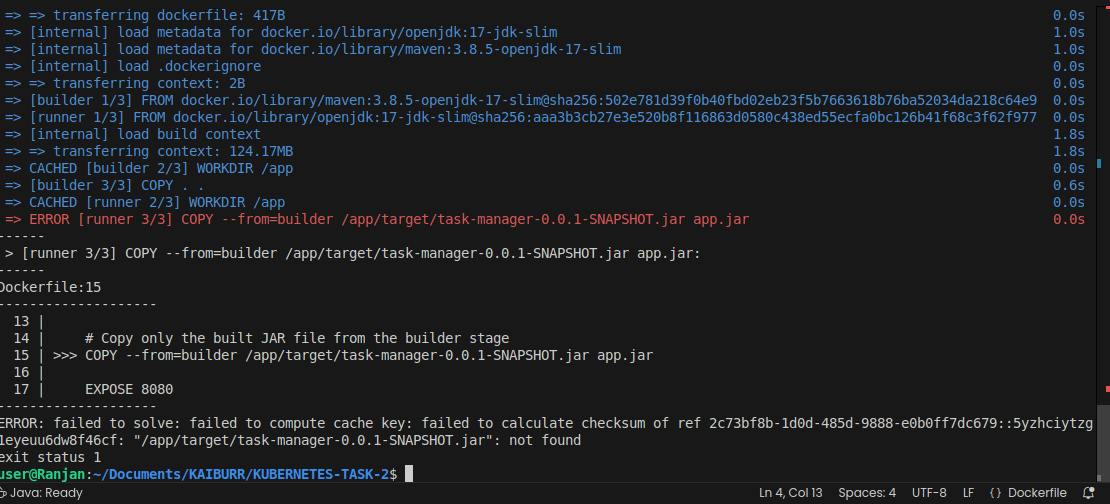 => => transferring dockerfile: 417B 0.0s
=> [internal] load metadata for docker.io/library/openjdk:17-jdk-slim 1.0s
=> [internal] load metadata for docker.io/library/maven:3.8.5-openjdk-17-slim 1.0s
=> [internal] load .dockerignore 0.0s
=> => transferring context: 2B 0.0s
=> [builder 1/3] FROM docker.io/library/maven:3.8.5-openjdk-17-slim@sha256:502e781d39f0b40fbd02eb23f5b7663618b76ba52034da218c64e9 0.0s
=> [runner 1/3] FROM docker.io/library/openjdk:17-jdk-slim@sha256:aaa3b3cb27e3e520b8f116863d0580c438ed55ecfa0bc126b41f68c3f62f977 0.0s
=> [internal] load build context 1.8s
=> => transferring context: 124.17MB 1.8s
=> CACHED [builder 2/3] WORKDIR /app 0.0s
=> [builder 3/3] COPY . . 0.6s
=> CACHED [runner 2/3] WORKDIR /app 0.0s
=> ERROR [runner 3/3] COPY --from=builder /app/target/task-manager-0.0.1-SNAPSHOT.jar app.jar 0.0s
------
> [runner 3/3] COPY --from=builder /app/target/task-manager-0.0.1-SNAPSHOT.jar app.jar:
------
Dockerfile:15
--------------------
13 |
14 | # Copy only the built JAR file from the builder stage
15 | >>> COPY --from=builder /app/target/task-manager-0.0.1-SNAPSHOT.jar app.jar
16 |
17 | EXPOSE 8080
--------------------
ERROR: failed to solve: failed to compute cache key: failed to calculate checksum of ref 2c73bf8b-1d0d-485d-9888-e0b0ff7dc679::5yzhciytzg
1eyeuu6dw8f46cf: "/app/target/task-manager-0.0.1-SNAPSHOT.jar": not found
exit status 1
user@Ranjan:~/Documents/KAIBURR/KUBERNETES-TASK-2$
Java: Ready Ln 4, Col 13 Spaces: 4 UTF-8 LF {} Dockerfile